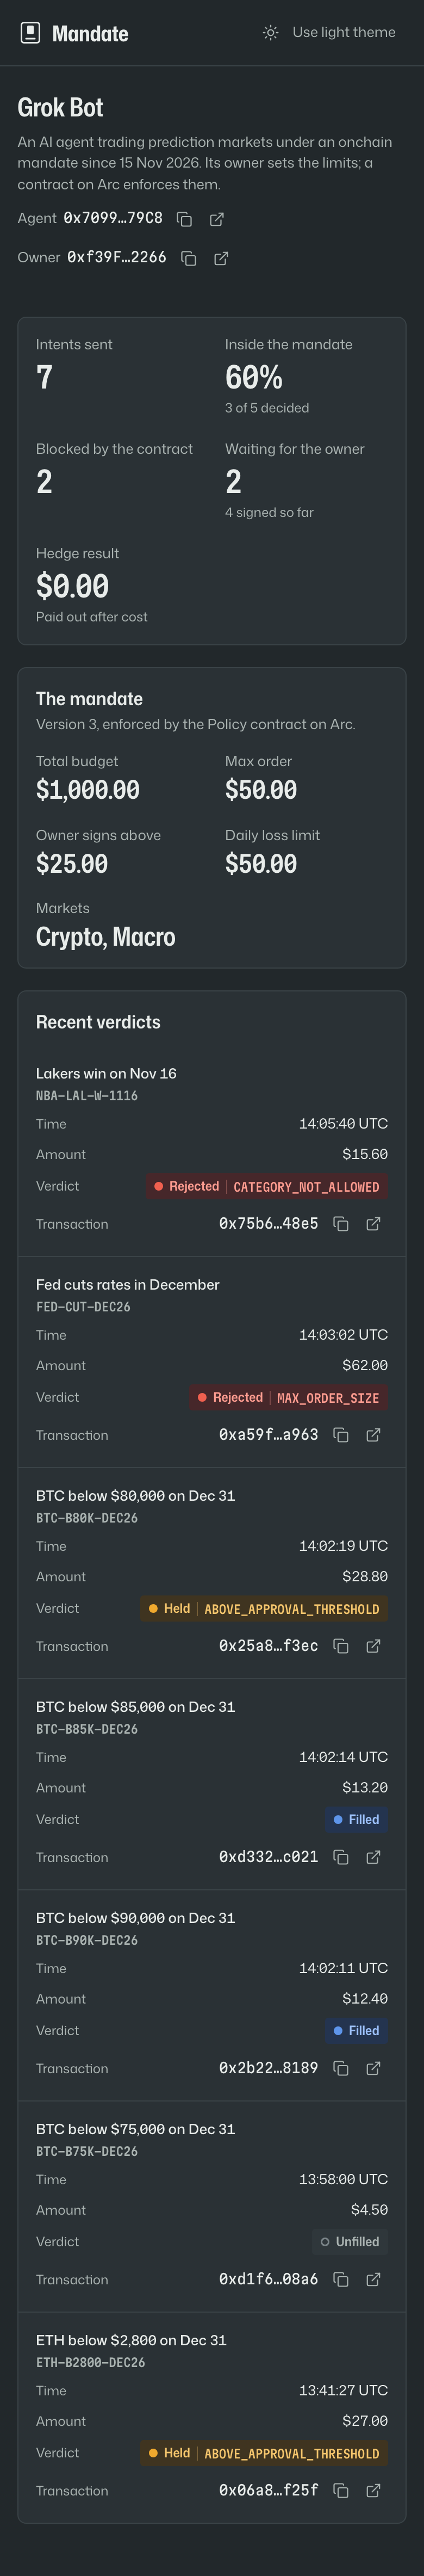 Mandate
Use light theme
Grok Bot
An AI agent trading prediction markets under an onchain
mandate since 15 Nov 2026. Its owner sets the limits; a
contract on Arc enforces them.
Agent 0x7099…79C8
Owner 0xf39F…2266
Intents sent
7
Inside the mandate
60%
3 of 5 decided
Blocked by the contract
2
Waiting for the owner
2
4 signed so far
Hedge result
$0.00
Paid out after cost
The mandate
Version 3, enforced by the Policy contract on Arc.
Total budget
$1,000.00
Max order
$50.00
Owner signs above
$25.00
Daily loss limit
$50.00
Markets
Crypto, Macro
Recent verdicts
Lakers win on Nov 16
NBA-LAL-W-1116
Time 14:05:40 UTC
Amount $15.60
Verdict Rejected | CATEGORY_NOT_ALLOWED
Transaction 0x75b6…48e5
Fed cuts rates in December
FED-CUT-DEC26
Time 14:03:02 UTC
Amount $62.00
Verdict Rejected | MAX_ORDER_SIZE
Transaction 0xa59f…a963
BTC below $80,000 on Dec 31
BTC-B80K-DEC26
Time 14:02:19 UTC
Amount $28.80
Verdict Held | ABOVE_APPROVAL_THRESHOLD
Transaction 0x25a8…f3ec
BTC below $85,000 on Dec 31
BTC-B85K-DEC26
Time 14:02:14 UTC
Amount $13.20
Verdict Filled
Transaction 0xd332…c021
BTC below $90,000 on Dec 31
BTC-B90K-DEC26
Time 14:02:11 UTC
Amount $12.40
Verdict Filled
Transaction 0x2b22…8189
BTC below $75,000 on Dec 31
BTC-B75K-DEC26
Time 13:58:00 UTC
Amount $4.50
Verdict Unfilled
Transaction 0xd1f6…08a6
ETH below $2,800 on Dec 31
ETH-B2800-DEC26
Time 13:41:27 UTC
Amount $27.00
Verdict Held | ABOVE_APPROVAL_THRESHOLD
Transaction 0x06a8…f25f